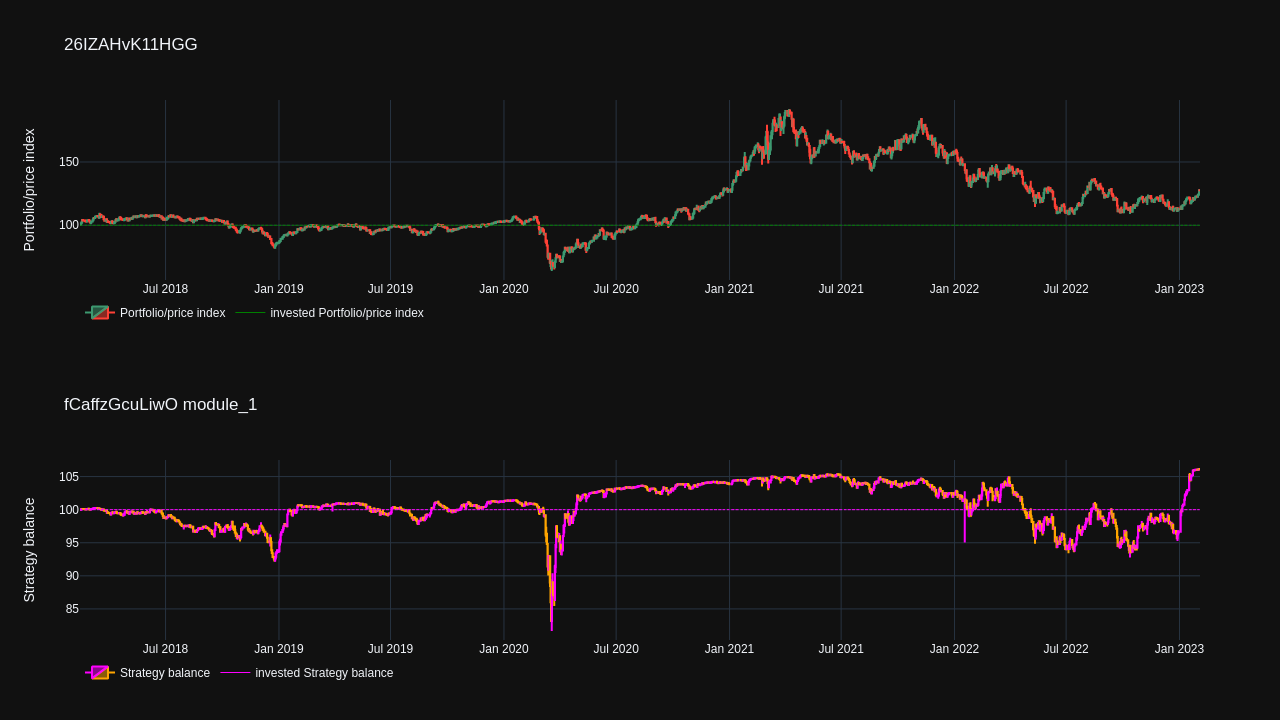 26IZAHvK11HGG
Portfolio/price index
150
100
Jul 2018 Jan 2019 Jul 2019 Jan 2020 Jul 2020 Jan 2021 Jul 2021 Jan 2022 Jul 2022 Jan 2023
Portfolio/price index invested Portfolio/price index
fCaffzGcuLiwO module_1
Strategy balance
105
100
95
90
85
Jul 2018 Jan 2019 Jul 2019 Jan 2020 Jul 2020 Jan 2021 Jul 2021 Jan 2022 Jul 2022 Jan 2023
Strategy balance invested Strategy balance